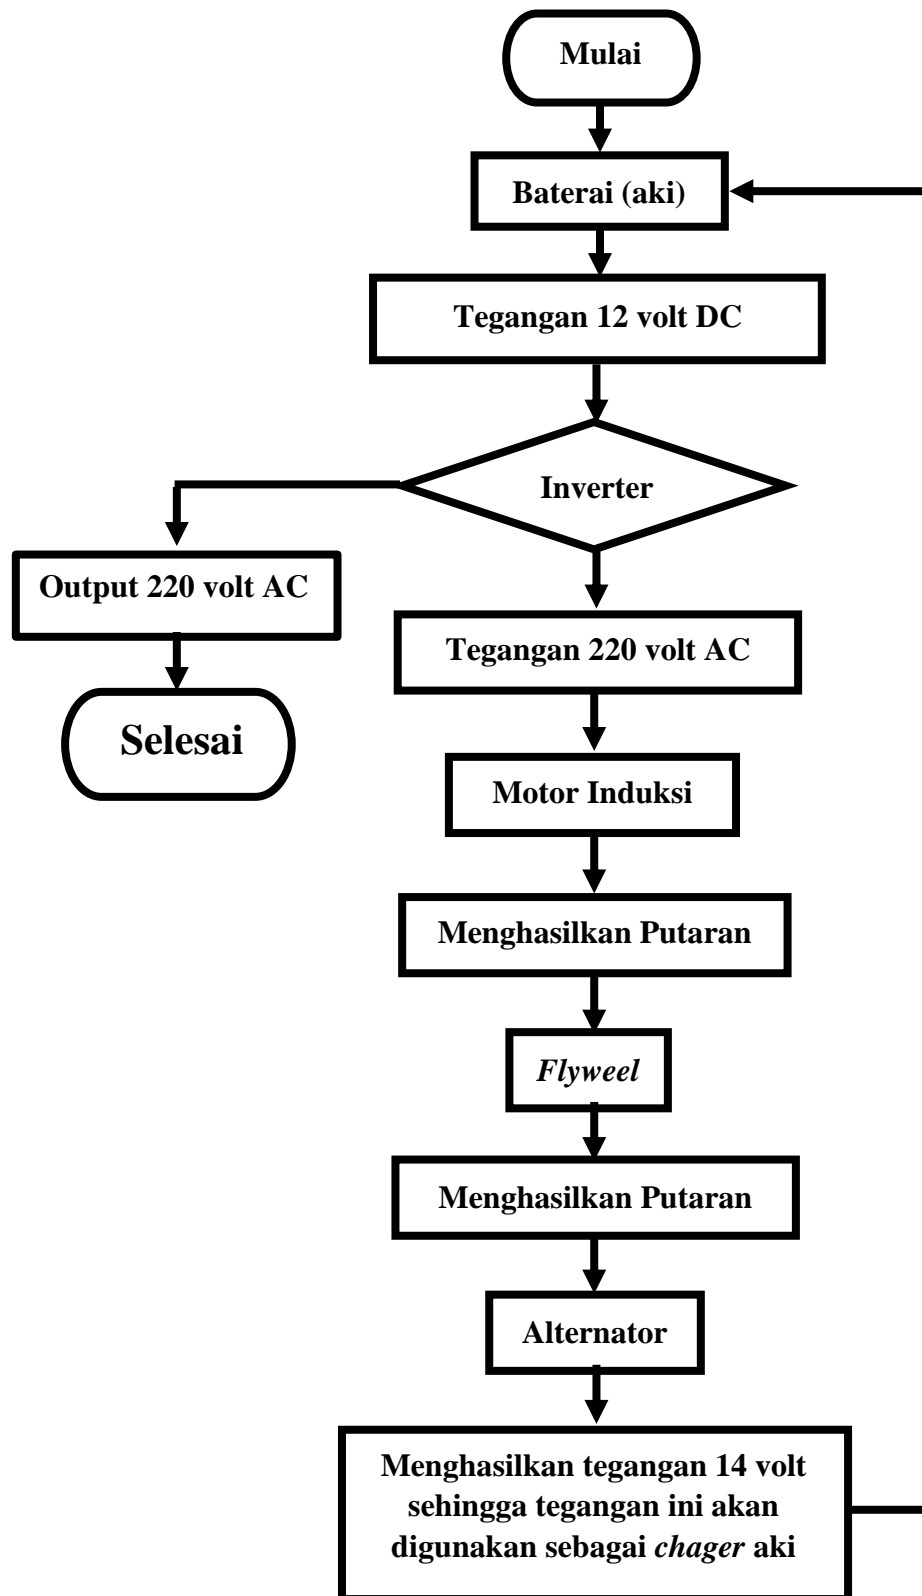 Mulai
Baterai (aki)
Tegangan 12 volt DC
Inverter
Output 220 volt AC
Tegangan 220 volt AC
Selesai
Motor Induksi
Menghasilkan Putaran
Flyweel
Menghasilkan Putaran
Alternator
Menghasilkan tegangan 14 volt
sehingga tegangan ini akan
digunakan sebagai chager aki